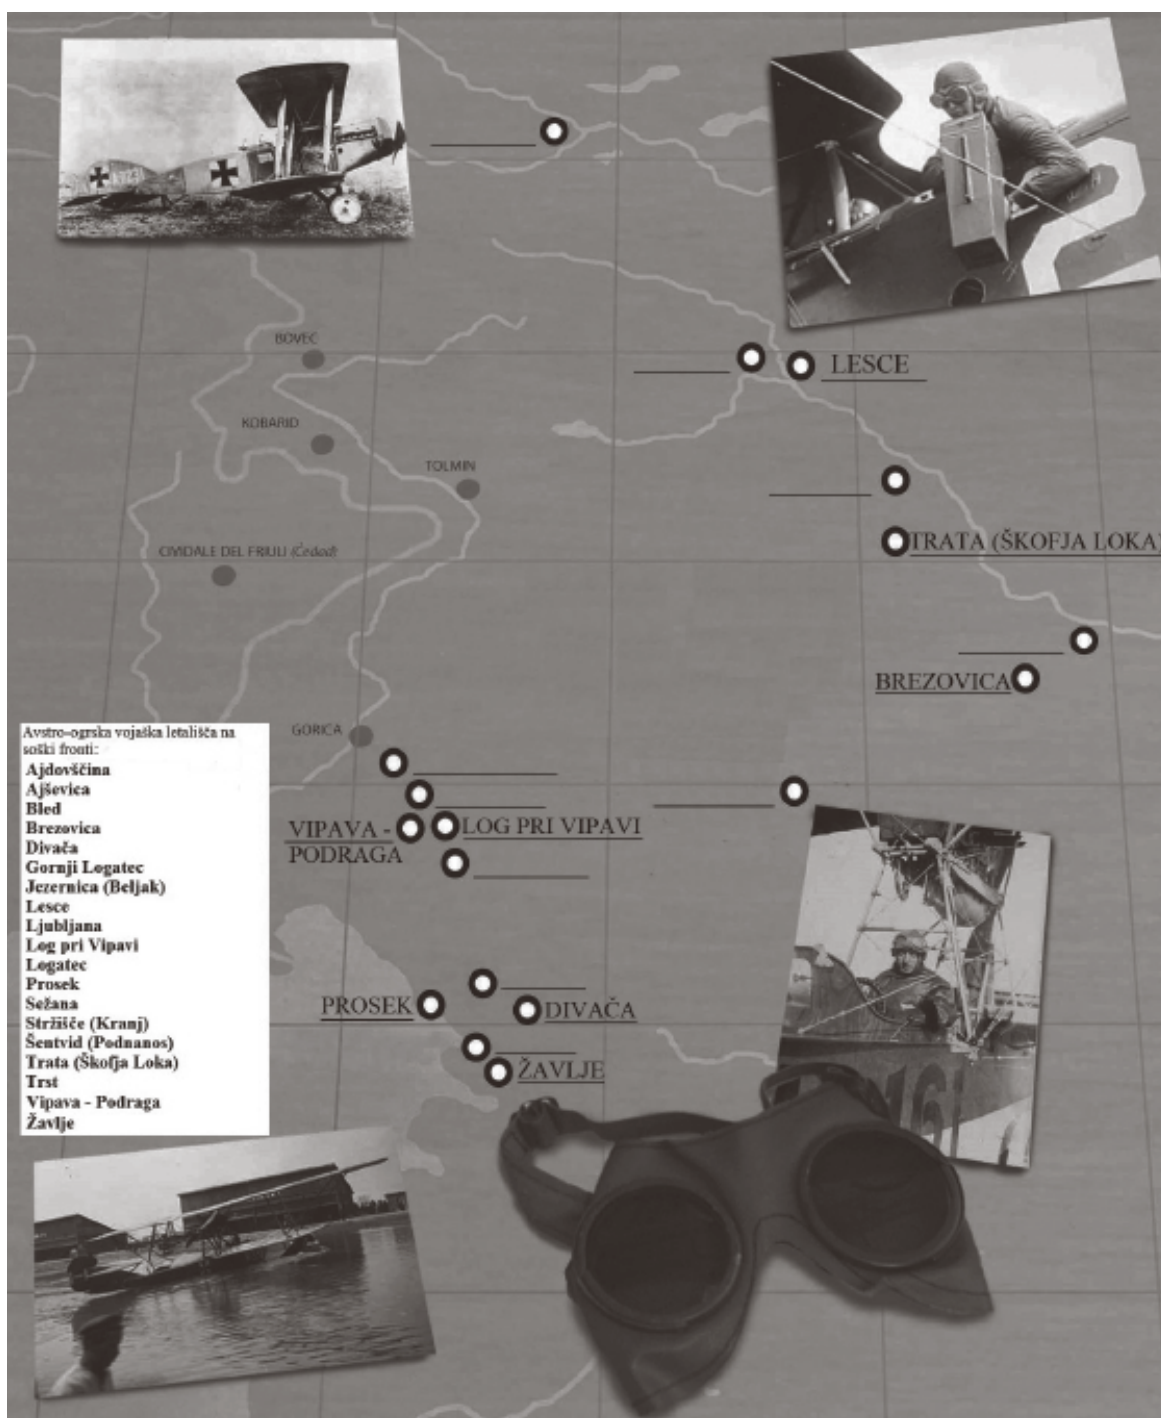 BOVEC
LESCE
KOBARID
TOLMIN
TRATA (ŠKOFJA LOKA)
CIVIDALE DEL FRIULI (Čedad)
BREZOVICA
GORICA
Avstro-ogrska vojaška letališča na
soški fronti:
Ajdovščina
Ajševica
Bled
Brezovica
Divača
Gornji Logatec
Jezernica (Beljak)
Lesce
Ljubljana
Log pri Vipavi
Logatec
Prosek
Sežana
Stržišče (Kranj)
Šentvid (Podnanos)
Trata (Škofja Loka)
Trst
Vipava - Podraga
Žavlje
VIPAVA -
PODRAGA
LOG PRI VIPAVI
PROSEK
DIVAČA
ŽAVLJE
161